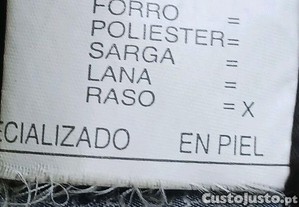 FORRO =
POLIESTER=
SARGA =
LANA =
RASO =X
ECIALIZADO EN PIEL
CustoJusto.pt